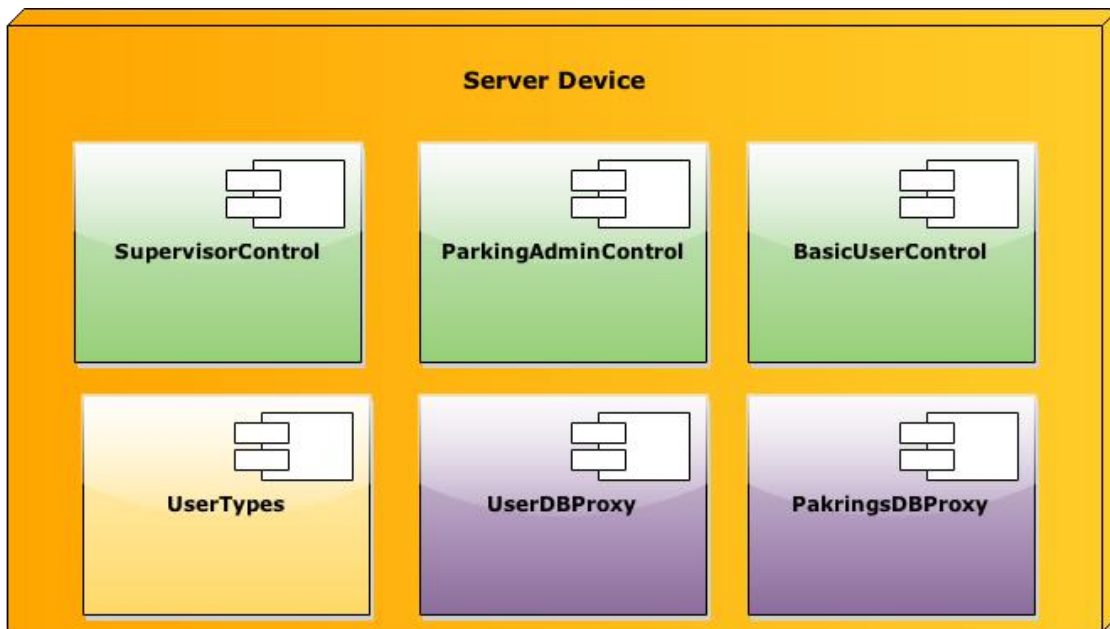 Server Device
SupervisorControl
ParkingAdminControl
BasicUserControl
UserTypes
UserDBProxy
PakringsDBProxy